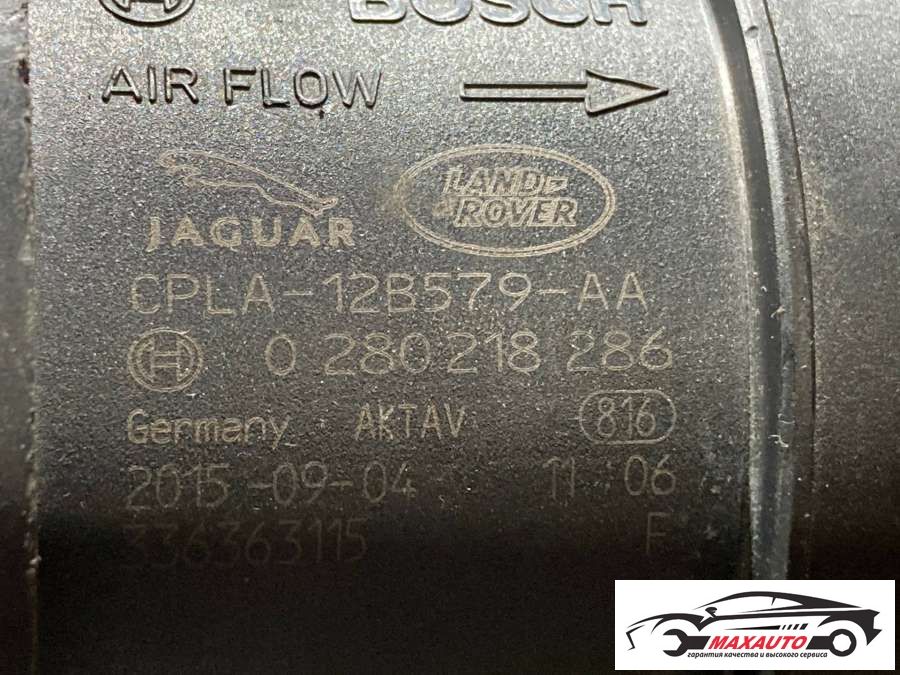 BOSCH
AIR FLOW
JAGUAR
LAND-
ROVER
CPLA-12B579-AA
0 280 218 286
Germany AKTAV 816
2015-09-04 11:06
336363115 F
MAXAUTO
гарантия качества и высокого сервиса